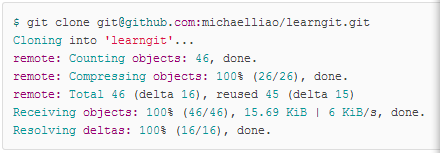 $ git clone git@github.com:michaelliao/learngit.git
Cloning into 'learngit'...
remote: Counting objects: 46, done.
remote: Compressing objects: 100% (26/26), done.
remote: Total 46 (delta 16), reused 45 (delta 15)
Receiving objects: 100% (46/46), 15.69 KiB | 6 KiB/s, done.
Resolving deltas: 100% (16/16), done.